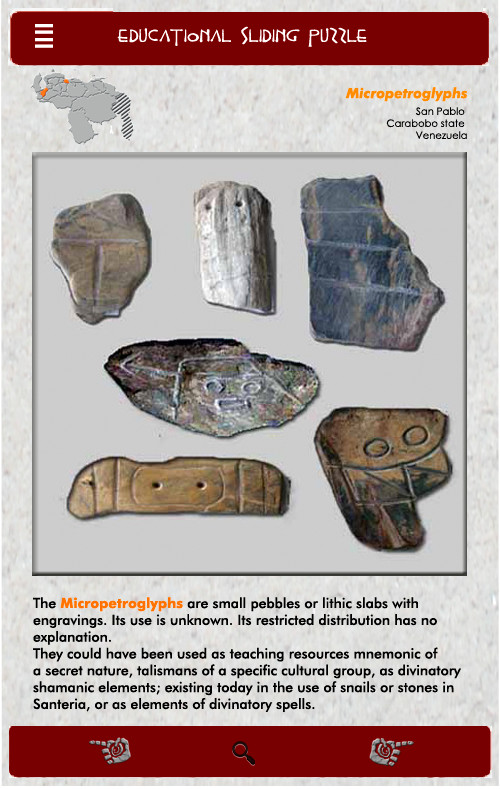 Educational Sliding Puzzle
Micropetroglyphs
San Pablo
Carabobo state
Venezuela
The Micropetroglyphs are small pebbles or lithic slabs with
engravings. Its use is unknown. Its restricted distribution has no
explanation.
They could have been used as teaching resources mnemonic of
a secret nature, talismans of a specific cultural group, as divinatory
shamanic elements; existing today in the use of snails or stones in
Santeria, or as elements of divinatory spells.